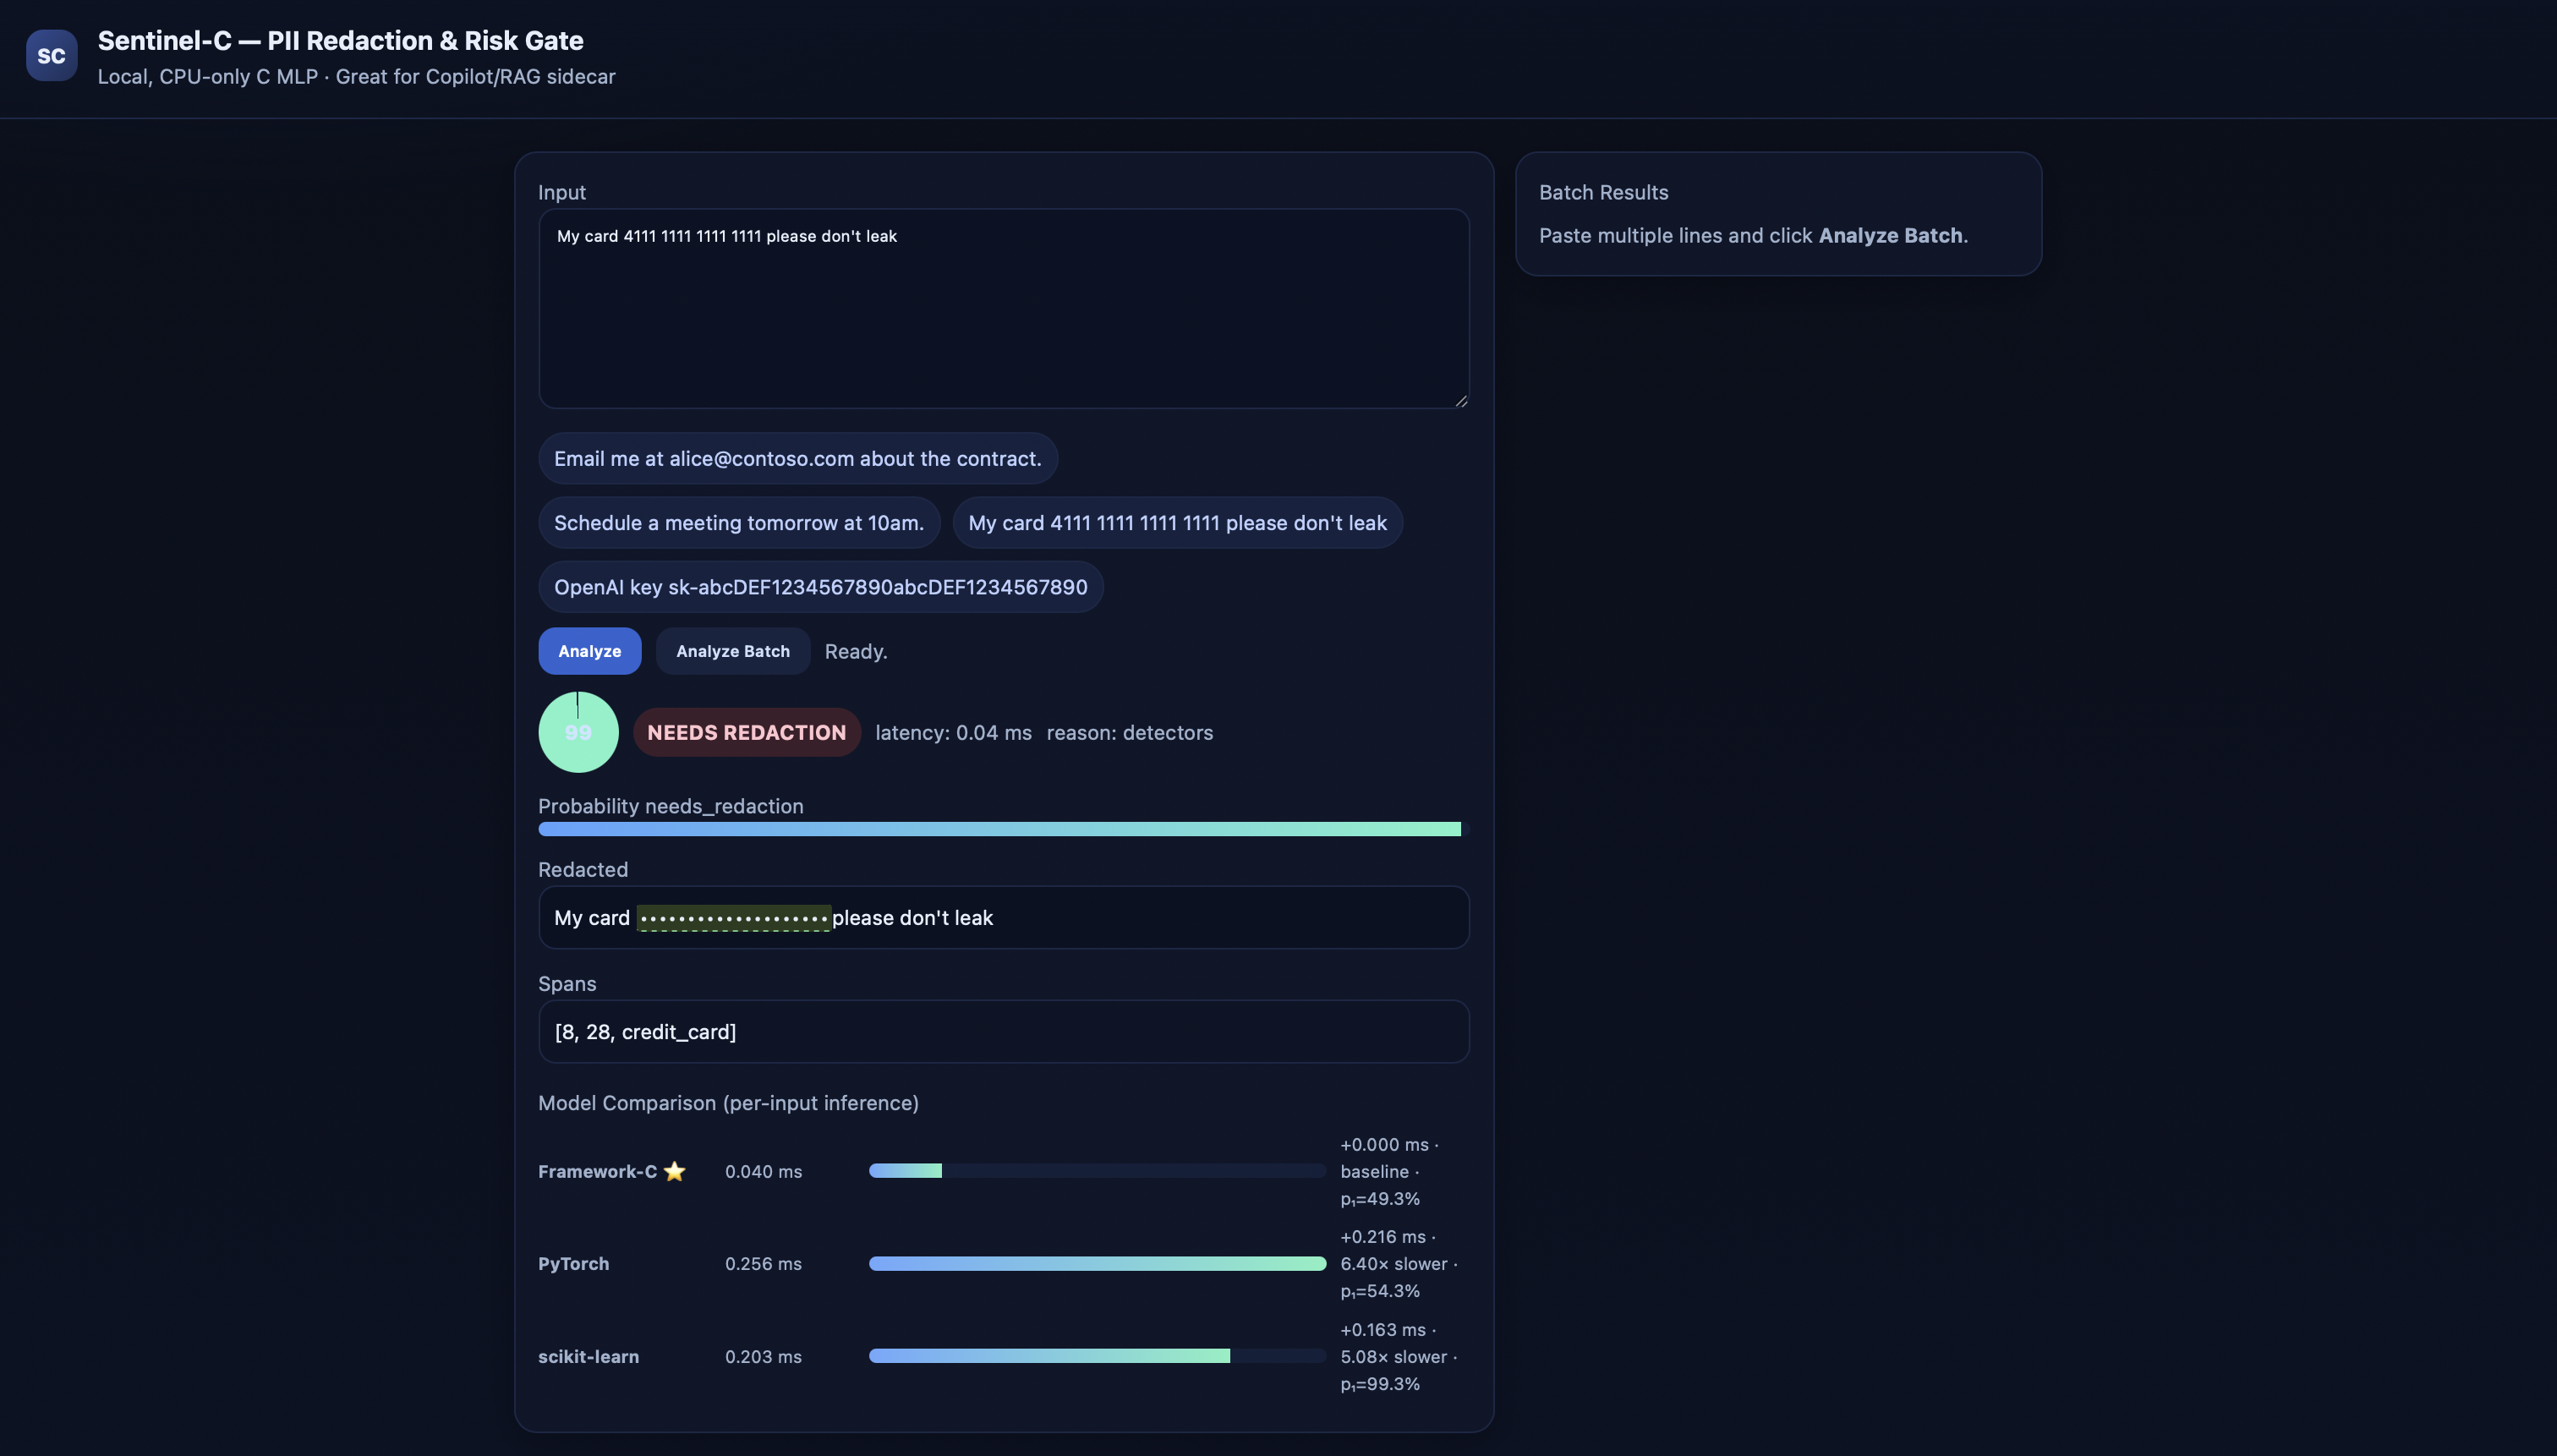 SC
Sentinel-C — PII Redaction & Risk Gate
Local, CPU-only C MLP · Great for Copilot/RAG sidecar
Input
My card 4111 1111 1111 1111 please don't leak
Email me at alice@contoso.com about the contract.
Schedule a meeting tomorrow at 10am.
My card 4111 1111 1111 1111 please don't leak
OpenAI key sk-abcDEF1234567890abcDEF1234567890
Analyze
Analyze Batch
Ready.
99
NEEDS REDACTION
latency: 0.04 ms
reason: detectors
Probability needs_redaction
Redacted
My card •••••••••••••••••••• please don't leak
Spans
[8, 28, credit_card]
Model Comparison (per-input inference)
Framework-C ⭐
0.040 ms
+0.000 ms ·
baseline ·
p₁=49.3%
PyTorch
0.256 ms
+0.216 ms ·
6.40× slower ·
p₁=54.3%
scikit-learn
0.203 ms
+0.163 ms ·
5.08× slower ·
p₁=99.3%
Batch Results
Paste multiple lines and click Analyze Batch.